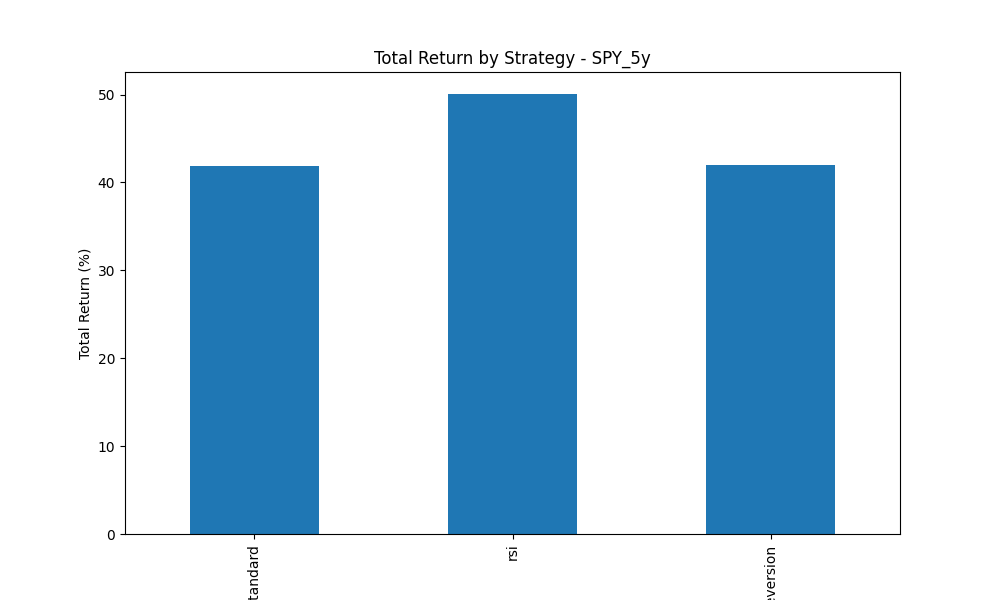 Total Return by Strategy - SPY_5y
Total Return (%)
50
40
30
20
10
0
tandard
rsi
eversion